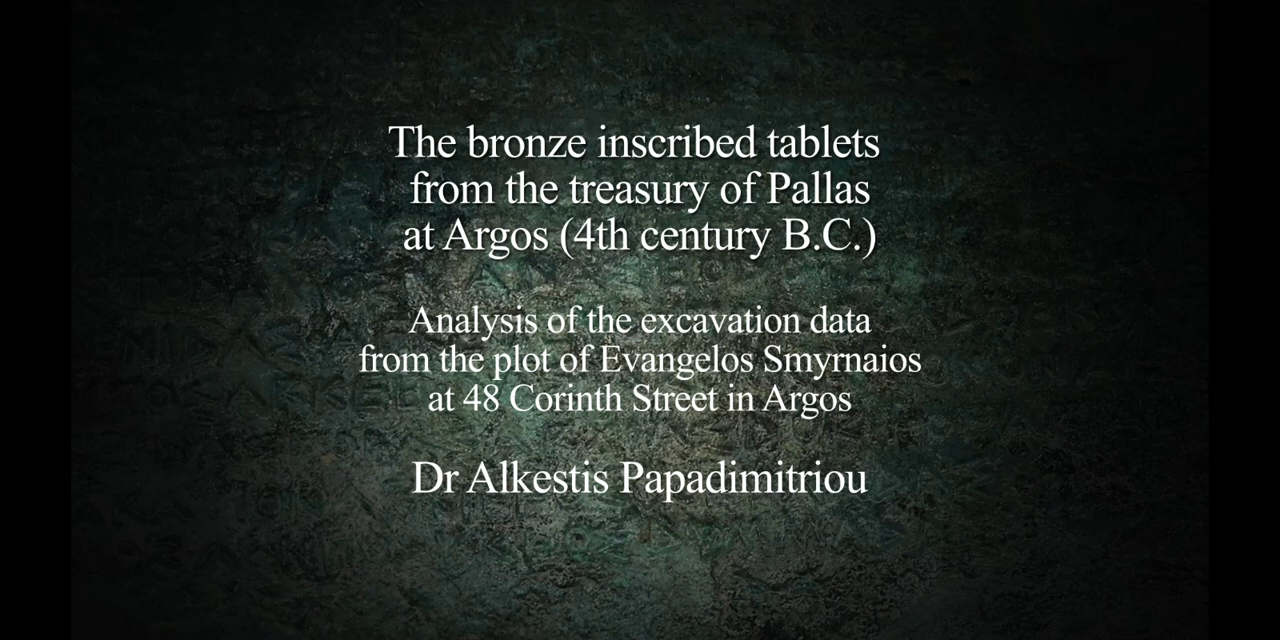 The bronze inscribed tablets
from the treasury of Pallas
at Argos (4th century B.C.)
Analysis of the excavation data
from the plot of Evangelos Smyrnaios
at 48 Corinth Street in Argos
Dr Alkestis Papadimitriou